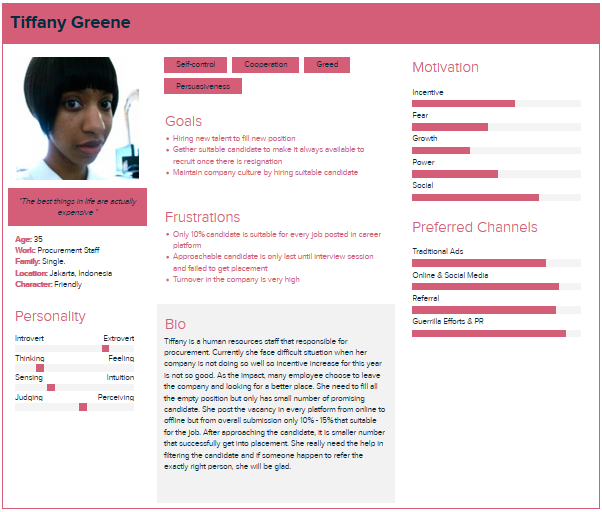 Tiffany Greene
"The best things in life are actually
expensive "
Age: 35
Work: Procurement Staff
Family: Single.
Location: Jakarta, Indonesia
Character: Friendly
Personality
Introvert Extrovert
Thinking Feeling
Sensing Intuition
Judging Perceiving
Self-control Cooperation Greed
Persuasiveness
Goals
Hiring new talent to fill new position
Gather suitable candidate to make it always available to
recruit once there is resignation
Maintain company culture by hiring suitable candidate
Frustrations
Only 10% candidate is suitable for every job posted in career
platform
Approachable candidate is only last until interview session
and failed to get placement
Turnover in the company is very high
Bio
Tiffany is a human resources staff that responsible for
procurement. Currently she face difficult situation when her
company is not doing so well so incentive increase for this year
is not so good. As the impact, many employee choose to leave
the company and looking for a better place. She need to fill all
the empty position but only has small number of promising
candidate. She post the vacancy in every platform from online to
offline but from overall submission only 10% - 15% that suitable
for the job. After approaching the candidate, it is smaller number
that successfully get into placement. She really need the help in
filtering the candidate and if someone happen to refer the
exactly right person, she will be glad.
Motivation
Incentive
Fear
Growth
Power
Social
Preferred Channels
Traditional Ads
Online & Social Media
Referral
Guerrilla Efforts & PR